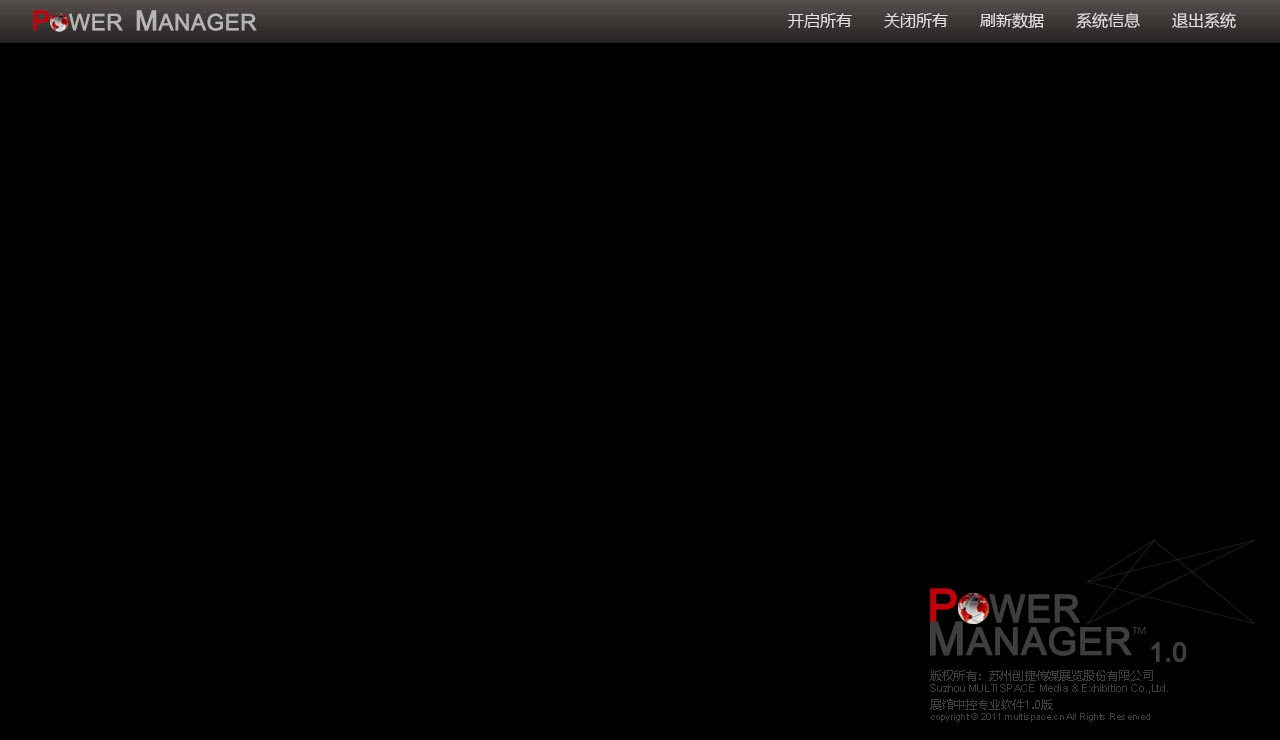 POWER MANAGER
开启所有 关闭所有 刷新数据 系统信息 退出系统
POWER
MANAGER™ 1.0
版权所有：苏州创捷传媒展览股份有限公司
Suzhou MULTISPACE Media & Exhibition Co.,Ltd.
展馆中控专业软件1.0版
copyright © 2011 multispace.cn All Rights Reserved